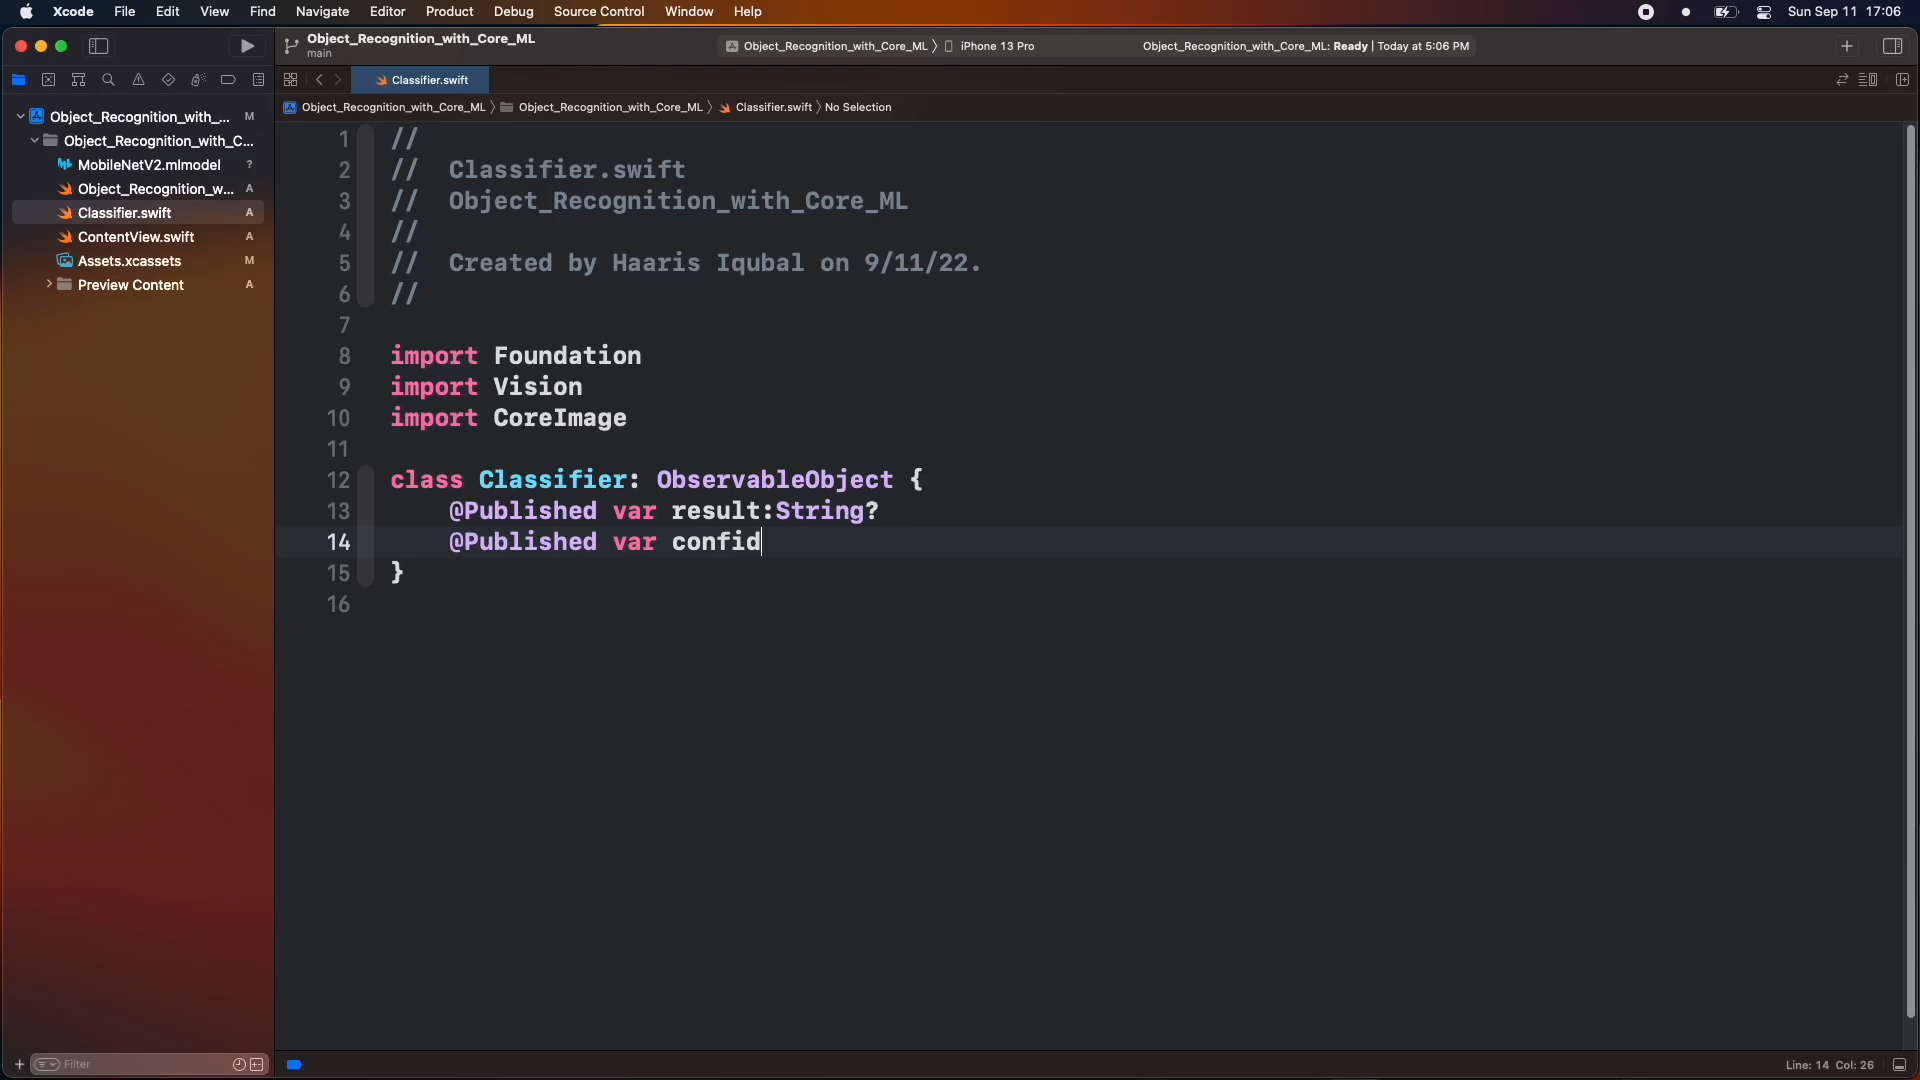 Xcode File Edit View Find Navigate Editor Product Debug Source Control Window Help Sun Sep 11 17:06
Object_Recognition_with_Core_ML
main
Object_Recognition_with_Core_ML iPhone 13 Pro Object_Recognition_with_Core_ML: Ready | Today at 5:06 PM
Classifier.swift
Object_Recognition_with_Core_ML Object_Recognition_with_Core_ML Classifier.swift No Selection
Object_Recognition_with_... M
Object_Recognition_with_C...
MobileNetV2.mlmodel ?
Object_Recognition_w... A
Classifier.swift A
ContentView.swift A
Assets.xcassets M
Preview Content A
1 //
2 // Classifier.swift
3 // Object_Recognition_with_Core_ML
4 //
5 // Created by Haaris Iqubal on 9/11/22.
6 //
7
8 import Foundation
9 import Vision
10 import CoreImage
11
12 class Classifier: ObservableObject {
13 @Published var result:String?
14 @Published var confid
15 }
16
Filter
Line: 14 Col: 26